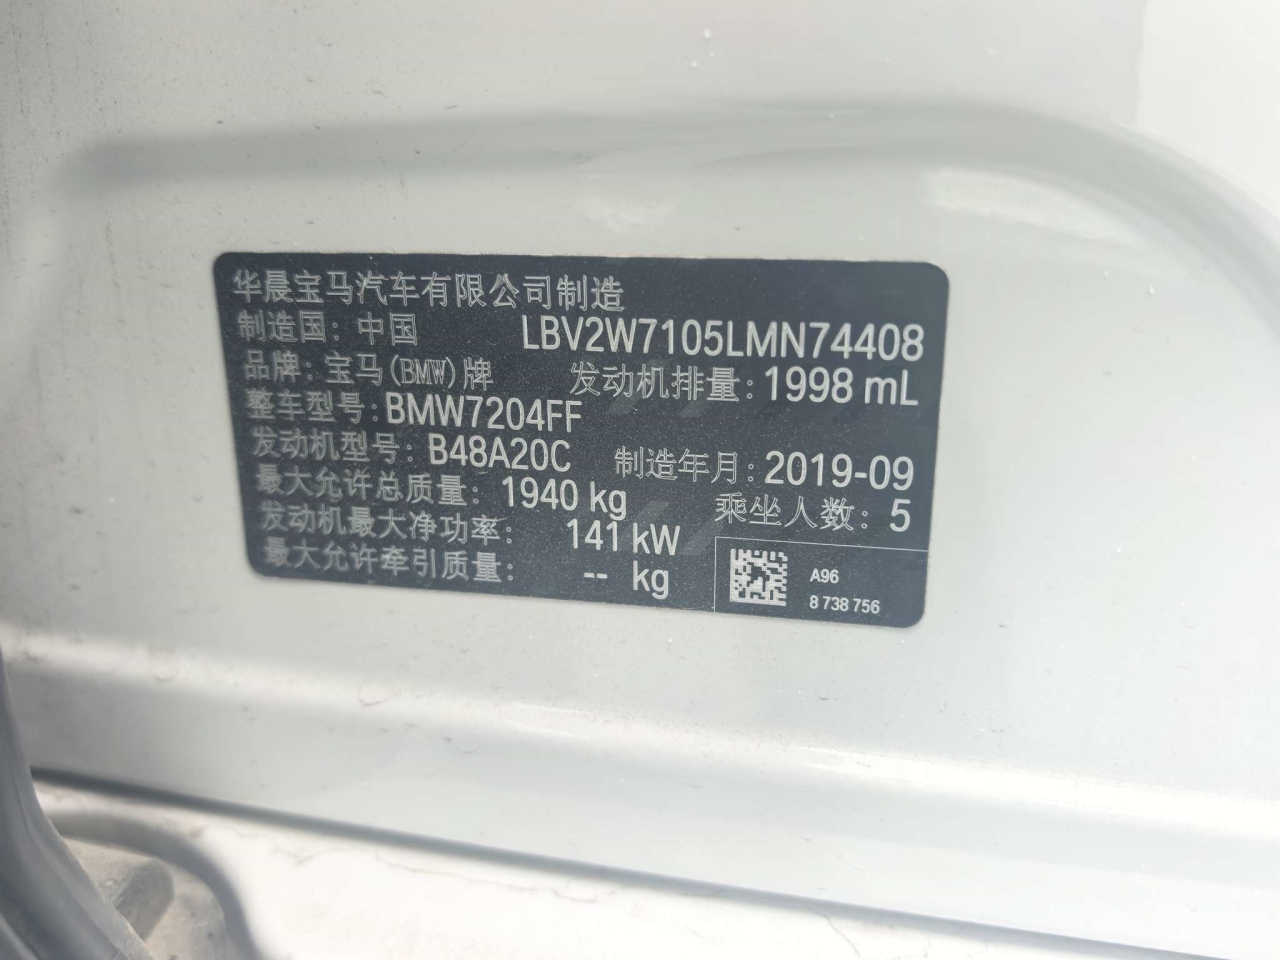 华晨宝马汽车有限公司制造
制造国: 中国 LBV2W7105LMN74408
品牌: 宝马(BMW)牌 发动机排量: 1998 mL
整车型号: BMW7204FF
发动机型号: B48A20C 制造年月: 2019-09
最大允许总质量: 1940 kg 乘坐人数: 5
发动机最大净功率: 141 kW
最大允许牵引质量: -- kg
A96
8 738 756